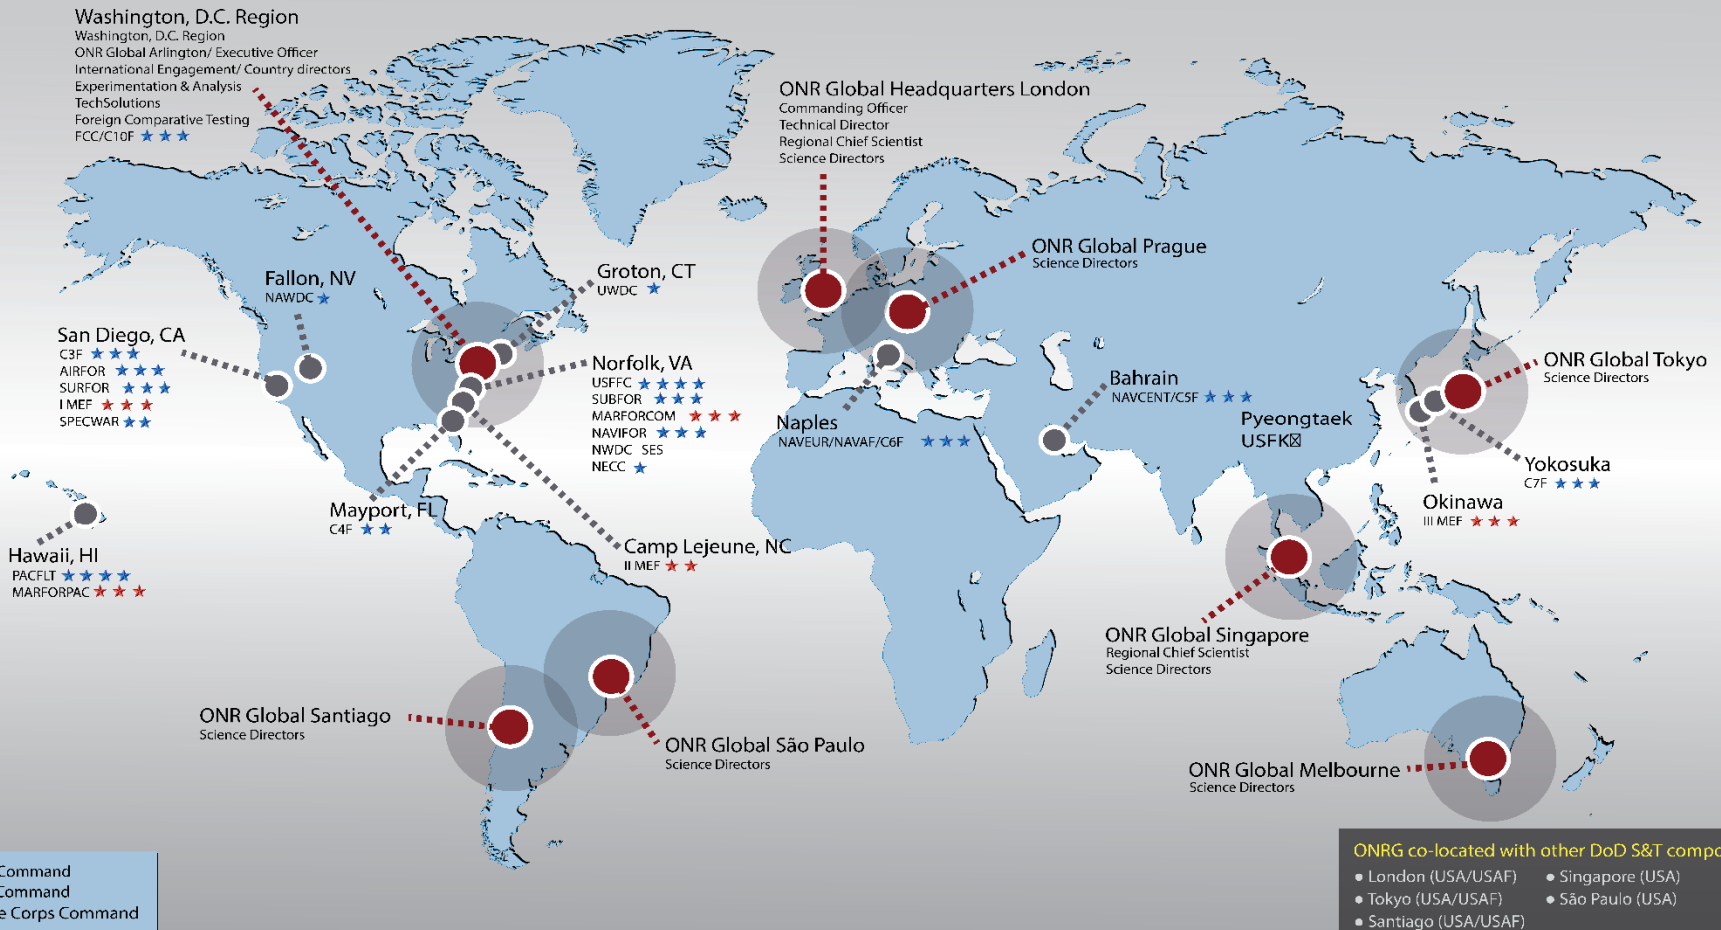 Washington, D.C. Region
Washington, D.C. Region
ONR Global Arlington/ Executive Officer
International Engagement/ Country directors
Experimentation & Analysis
TechSolutions
Foreign Comparative Testing
FCC/C10F
ONR Global Headquarters London
Commanding Officer
Technical Director
Regional Chief Scientist
Science Directors
ONR Global Prague
Science Directors
Groton, CT
UWDC
Fallon, NV
NAWDC
San Diego, CA
C3F
AIRFOR
SURFOR
I MEF
SPECWAR
Norfolk, VA
USFFC
SUBFOR
MARFORCOM
NAVIFOR
NWDC SES
NECC
Naples
NAVEUR/NAVAF/C6F
Bahrain
NAVCENT/C5F
Pyeongtaek
USFK
ONR Global Tokyo
Science Directors
Yokosuka
C7F
Okinawa
III MEF
Mayport, FL
C4F
Camp Lejeune, NC
II MEF
Hawaii, HI
PACFLT
MARFORPAC
ONR Global Singapore
Regional Chief Scientist
Science Directors
ONR Global Santiago
Science Directors
ONR Global São Paulo
Science Directors
ONR Global Melbourne
Science Directors
Command
Command
e Corps Command
ONRG co-located with other DoD S&T compo
• London (USA/USAF)
• Singapore (USA)
• Tokyo (USA/USAF)
• São Paulo (USA)
• Santiago (USA/USAF)